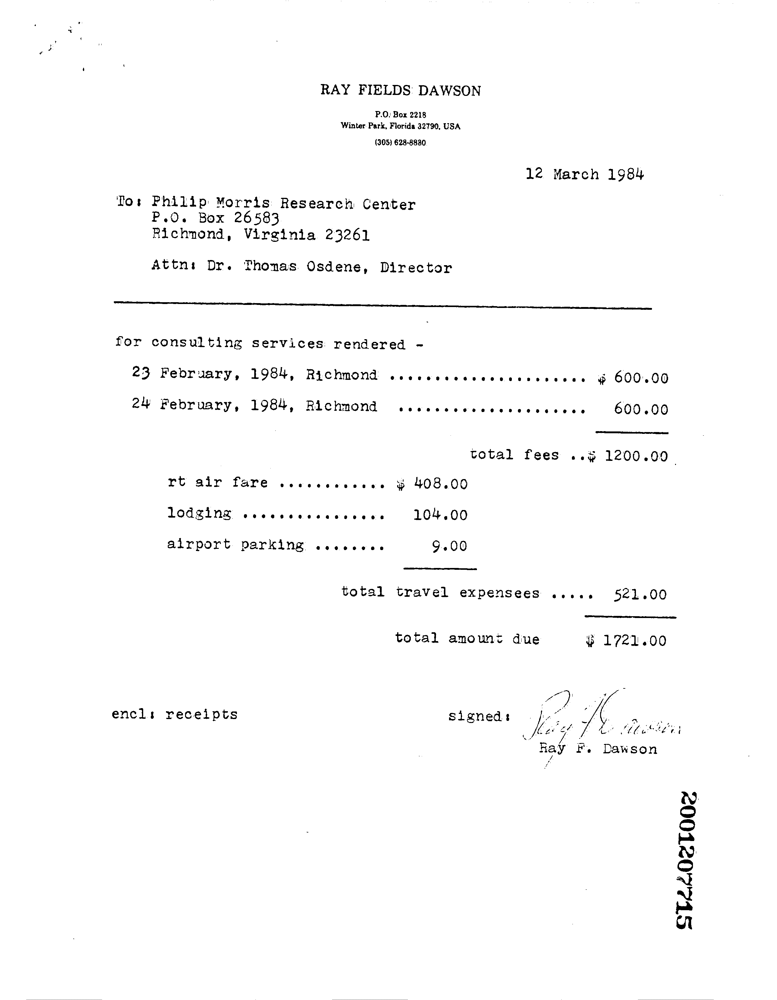 RAY FIELDS DAWSON
P.O. Box 2218
Winter Park, Florida 32790, USA
(305) 628-8830
12 March 1984
To: Philip Morris Research Center
P.O. Box 26583
Richmond, Virginia 23261
Attn: Dr. Thomas Osdene, Director
for consulting services rendered -
23 February, 1984, Richmond ...................... $ 600.00
24 February, 1984, Richmond ..................... 600.00
total fees ..$ 1200.00
rt air fare ............ $ 408.00
lodging ................ 104.00
airport parking ........ 9.00
total travel expensees ..... 521.00
total amount due $ 1721.00
encl: receipts
signed: Ray F. Dawson
Ray F. Dawson
2001207715